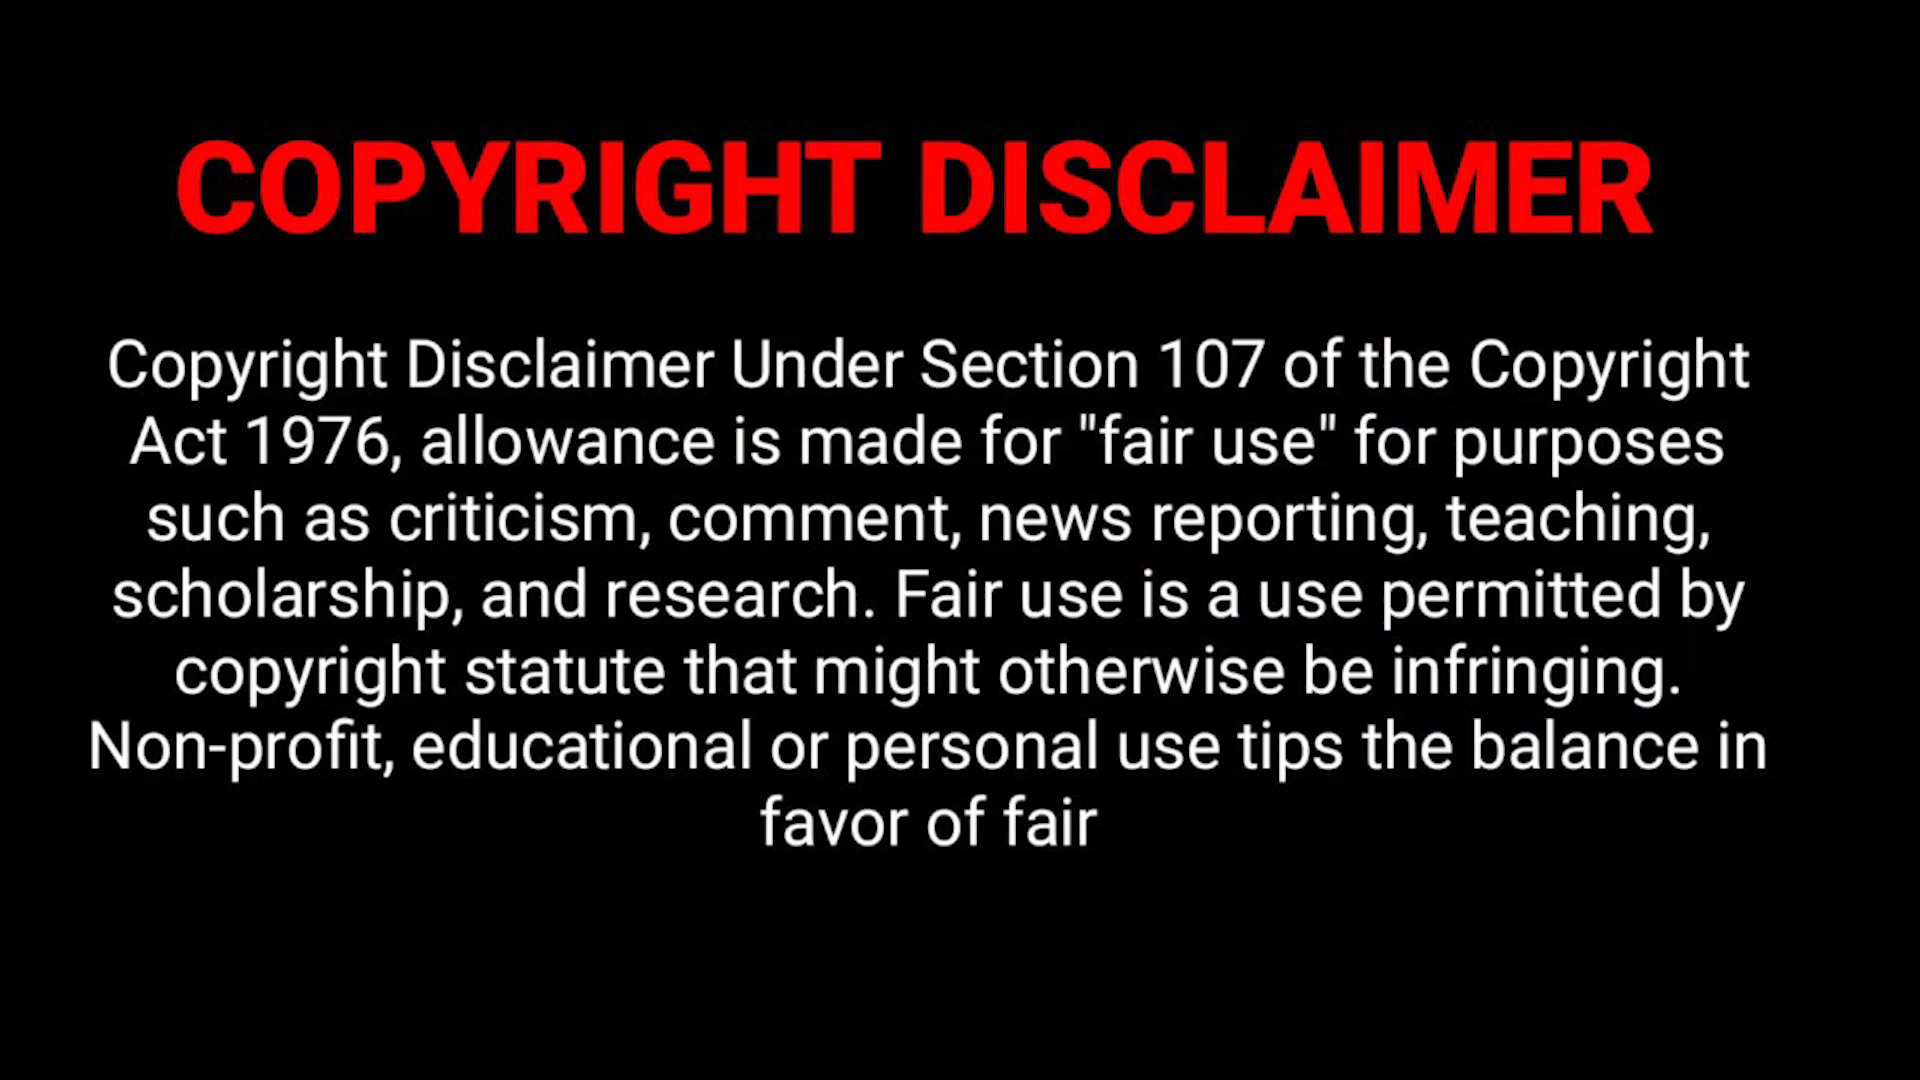 COPYRIGHT DISCLAIMER
Copyright Disclaimer Under Section 107 of the Copyright
Act 1976, allowance is made for "fair use" for purposes
such as criticism, comment, news reporting, teaching,
scholarship, and research. Fair use is a use permitted by
copyright statute that might otherwise be infringing.
Non-profit, educational or personal use tips the balance in
favor of fair